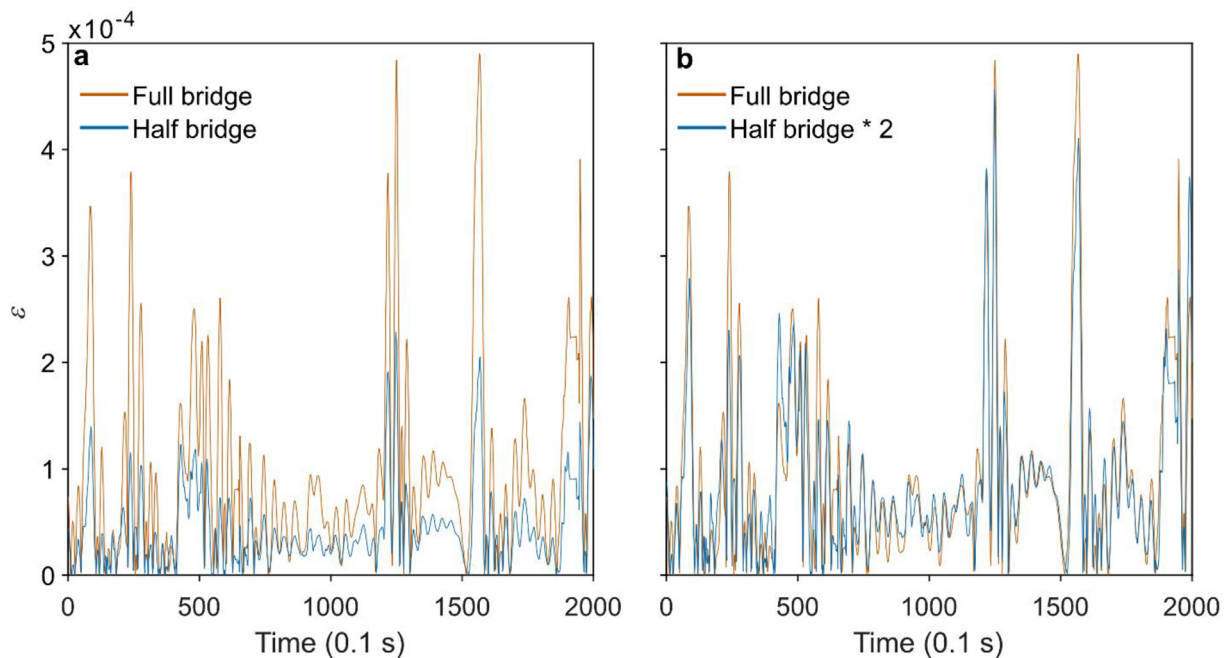 ×10⁻⁴
a
Full bridge
Half bridge
5
4
3
2
1
0
ε
0 500 1000 1500 2000
Time (0.1 s)
b
Full bridge
Half bridge * 2
0 500 1000 1500 2000
Time (0.1 s)